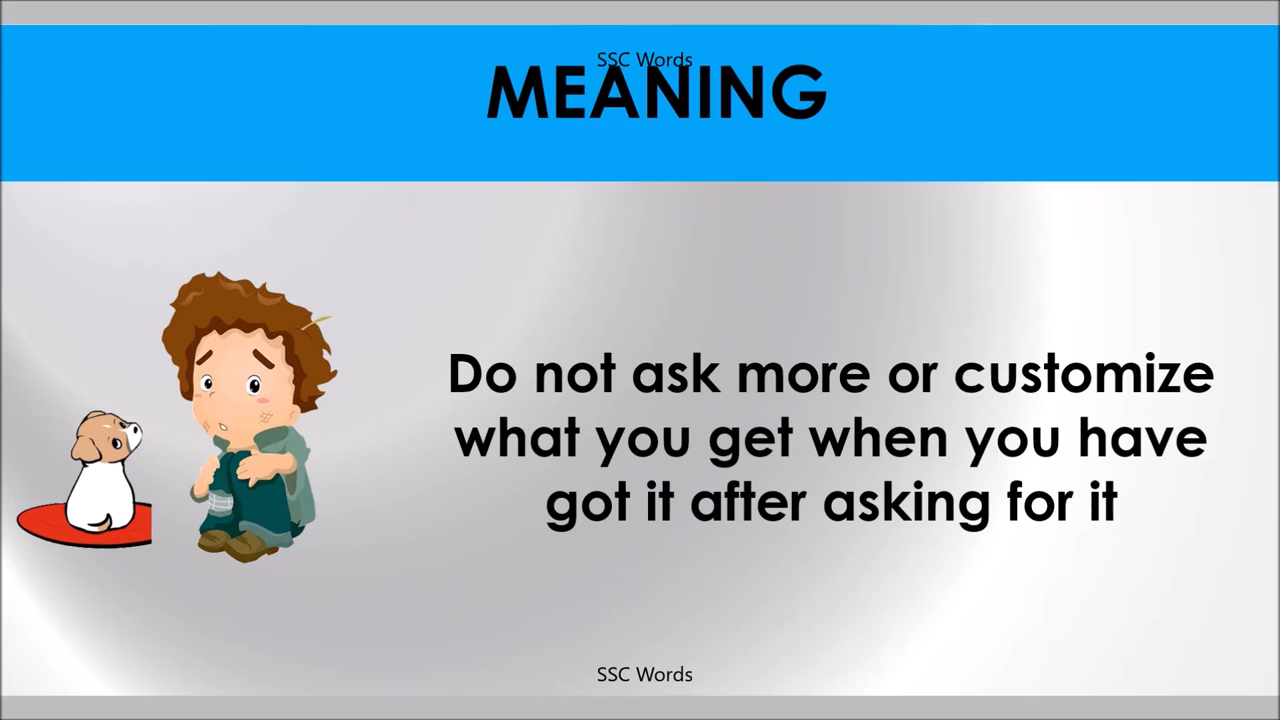 SSC Words
MEANING
Do not ask more or customize
what you get when you have
got it after asking for it
SSC Words